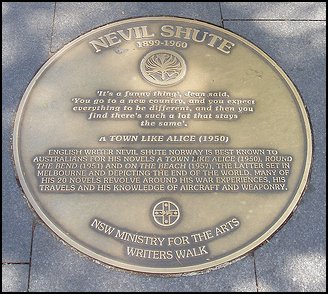 NEVIL SHUTE
1899-1960
'It's a funny thing', Jean said,
'You go to a new country, and you expect
everything to be different, and then you
find there's such a lot that stays
the same'.
A TOWN LIKE ALICE (1950)
ENGLISH WRITER NEVIL SHUTE NORWAY IS BEST KNOWN TO
AUSTRALIANS FOR HIS NOVELS A TOWN LIKE ALICE (1950), ROUND
THE BEND (1951) AND ON THE BEACH (1957), THE LATTER SET IN
MELBOURNE AND DEPICTING THE END OF THE WORLD. MANY OF
HIS 20 NOVELS REVOLVE AROUND HIS WAR EXPERIENCES, HIS
TRAVELS AND HIS KNOWLEDGE OF AIRCRAFT AND WEAPONRY.
NSW MINISTRY FOR THE ARTS
WRITERS WALK